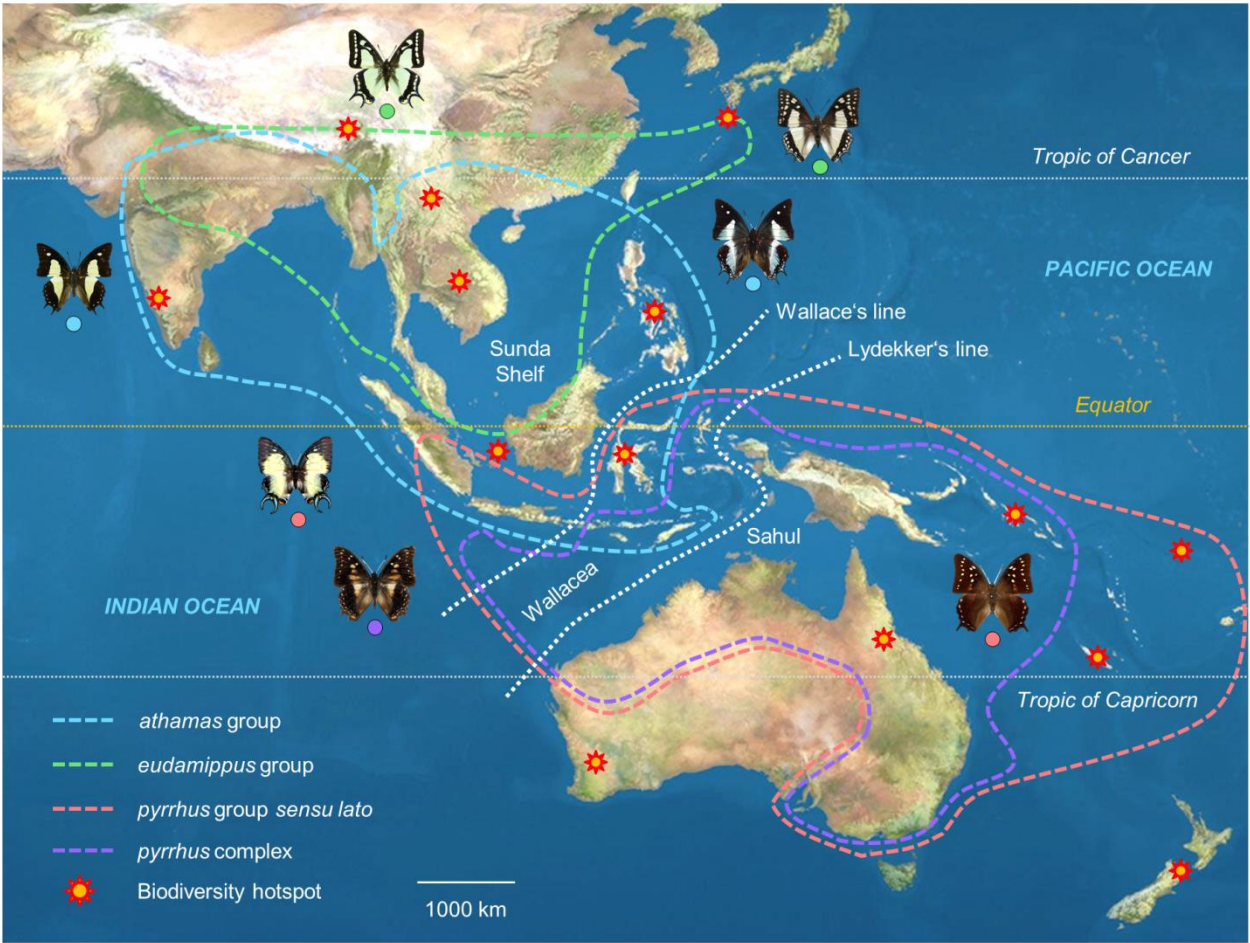 Tropic of Cancer
PACIFIC OCEAN
Wallace‘s line
Lydekker‘s line
Sunda
Shelf
Equator
Sahul
Wallacea
INDIAN OCEAN
Tropic of Capricorn
athamas group
eudamippus group
pyrrhus group sensu lato
pyrrhus complex
Biodiversity hotspot
1000 km